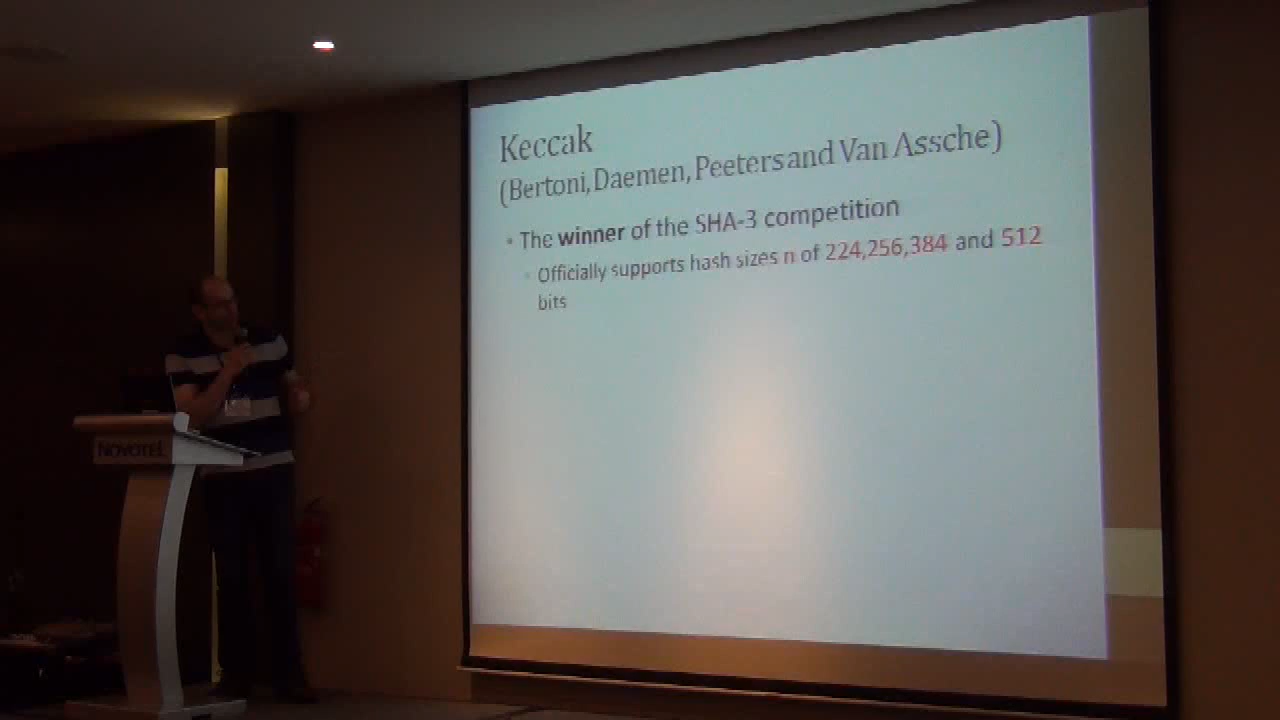 Keccak
(Bertoni, Daemen, Peeters and Van Assche)
• The winner of the SHA-3 competition
• Officially supports hash sizes n of 224,256,384 and 512
bits
NOVOTEL